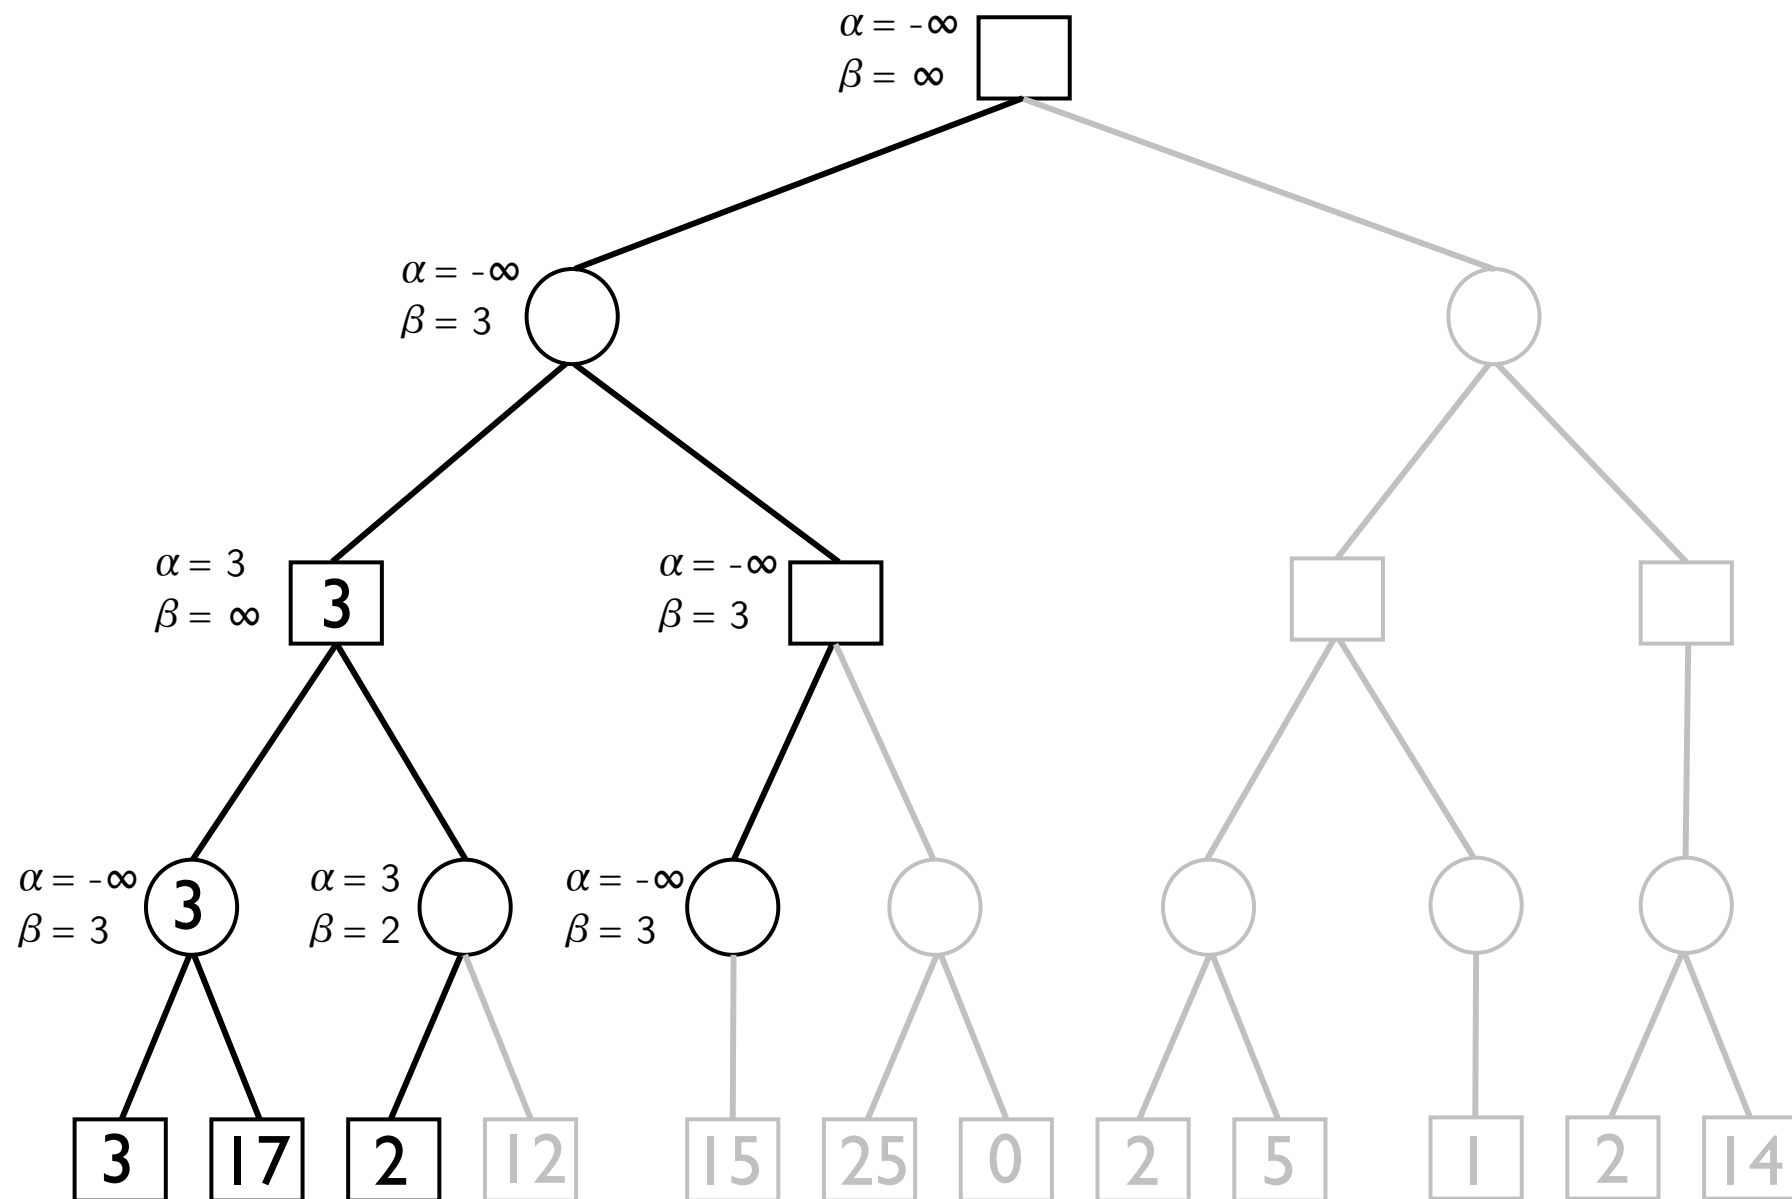 α = -∞
β = ∞
α = -∞
β = 3
α = 3
β = ∞
3
α = -∞
β = 3
α = -∞
β = 3
3
α = 3
β = 2
α = -∞
β = 3
3 17 2 12 15 25 0 2 5 1 2 14